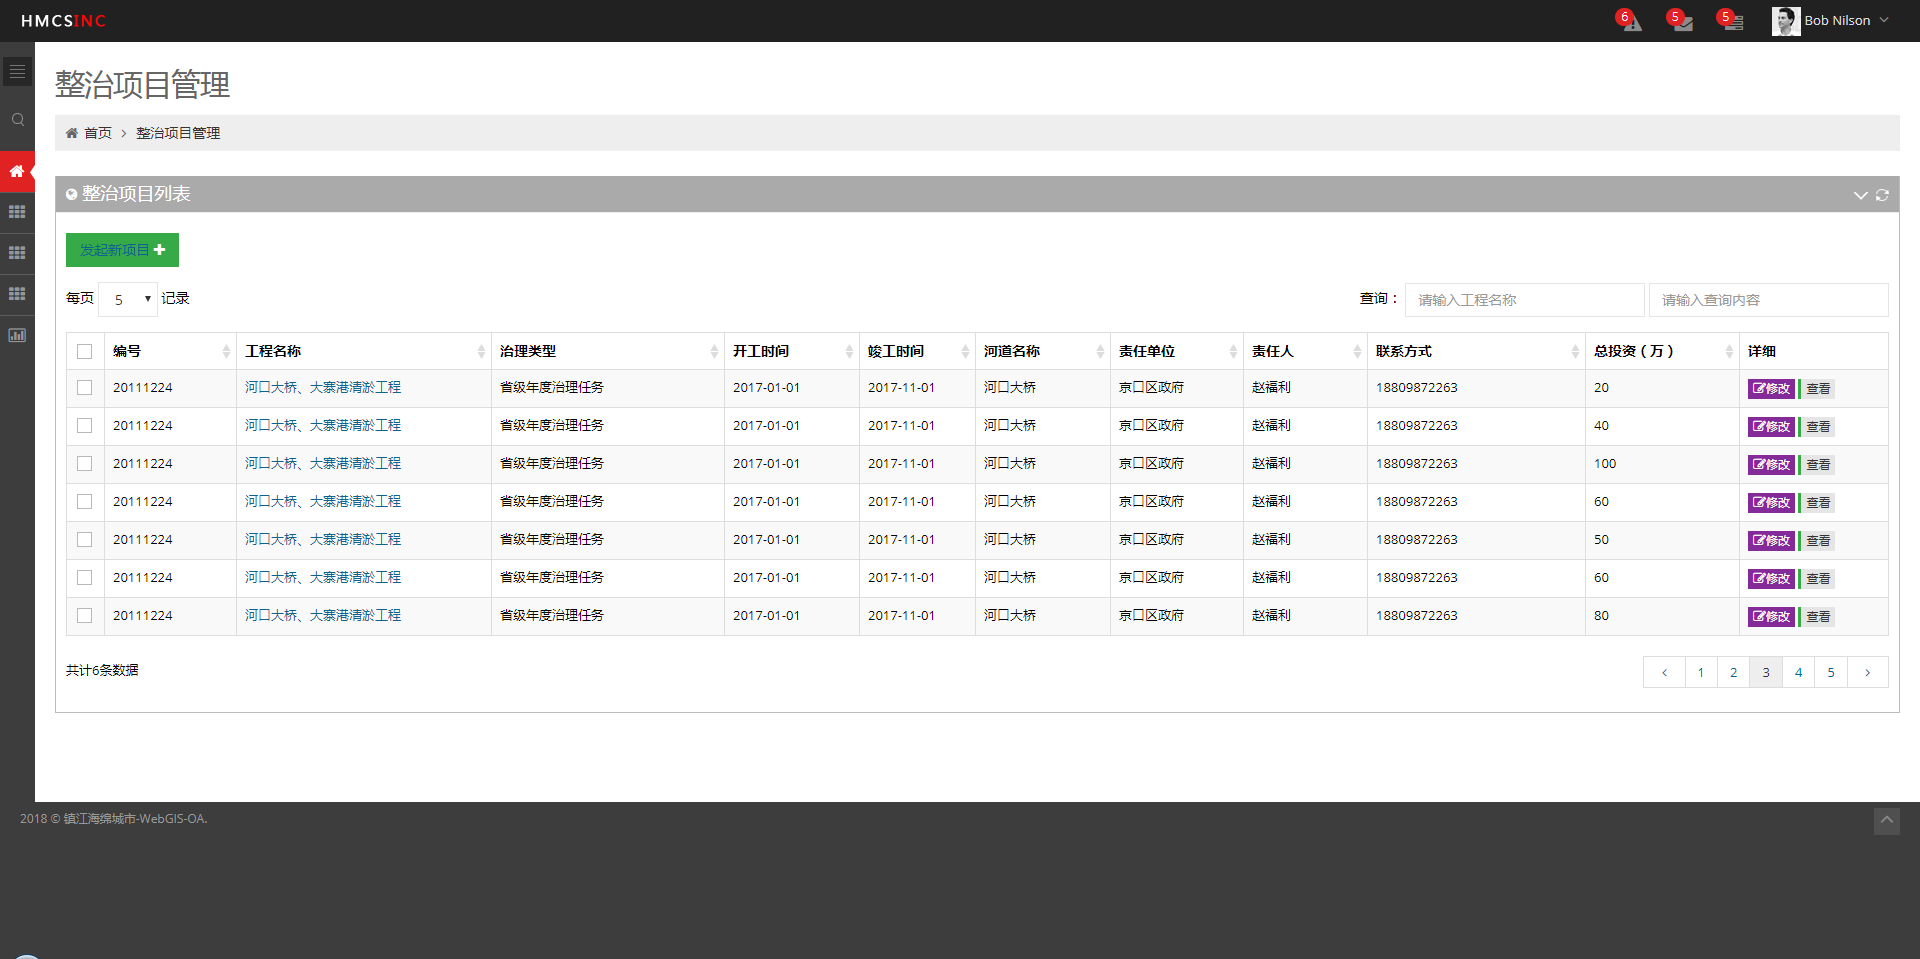 HMCSINC
6 5 5 Bob Nilson
整治项目管理
首页 > 整治项目管理
整治项目列表
发起新项目
每页 5 记录 查询： 请输入工程名称 请输入查询内容
编号 工程名称 治理类型 开工时间 竣工时间 河道名称 责任单位 责任人 联系方式 总投资（万） 详细
20111224 河口大桥、大寨港清淤工程 省级年度治理任务 2017-01-01 2017-11-01 河口大桥 京口区政府 赵福利 18809872263 20 修改 查看
20111224 河口大桥、大寨港清淤工程 省级年度治理任务 2017-01-01 2017-11-01 河口大桥 京口区政府 赵福利 18809872263 40 修改 查看
20111224 河口大桥、大寨港清淤工程 省级年度治理任务 2017-01-01 2017-11-01 河口大桥 京口区政府 赵福利 18809872263 100 修改 查看
20111224 河口大桥、大寨港清淤工程 省级年度治理任务 2017-01-01 2017-11-01 河口大桥 京口区政府 赵福利 18809872263 60 修改 查看
20111224 河口大桥、大寨港清淤工程 省级年度治理任务 2017-01-01 2017-11-01 河口大桥 京口区政府 赵福利 18809872263 50 修改 查看
20111224 河口大桥、大寨港清淤工程 省级年度治理任务 2017-01-01 2017-11-01 河口大桥 京口区政府 赵福利 18809872263 60 修改 查看
20111224 河口大桥、大寨港清淤工程 省级年度治理任务 2017-01-01 2017-11-01 河口大桥 京口区政府 赵福利 18809872263 80 修改 查看
共计6条数据 ‹ 1 2 3 4 5 ›
2018 © 镇江海绵城市-WebGIS-OA.